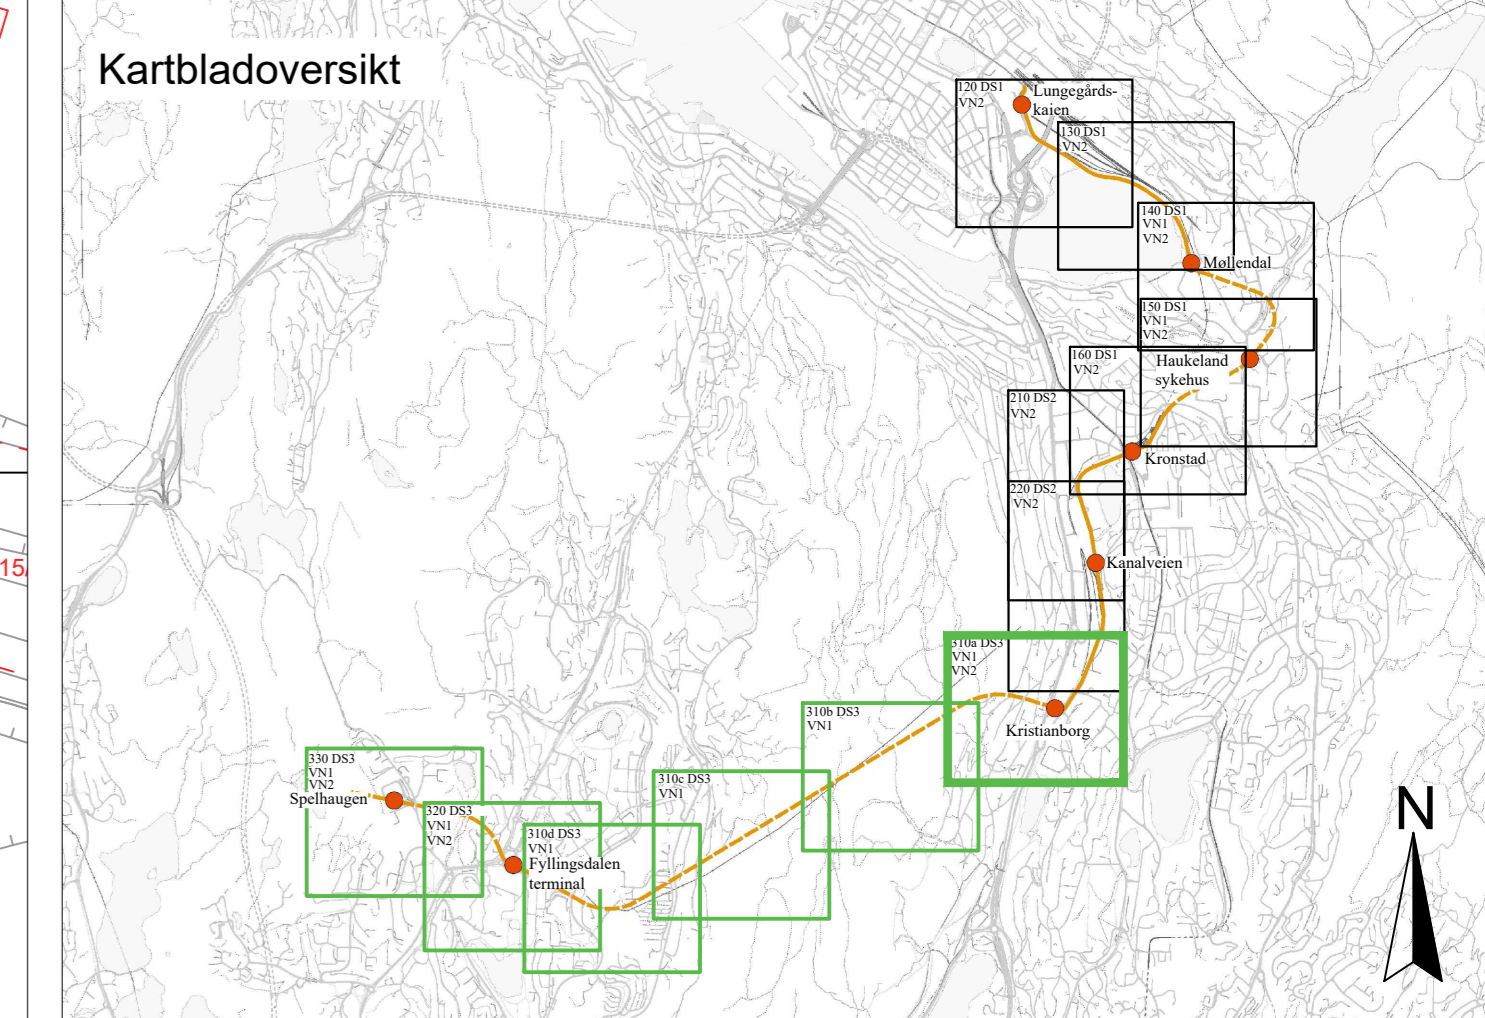 Kartbladoversikt
120 DS1
VN2
Lungegårds-
kaien
130 DS1
VN2
140 DS1
VN1
VN2
Møllendal
150 DS1
VN1
VN2
160 DS1
VN2
Haukeland
sykehus
210 DS2
VN2
Kronstad
220 DS2
VN2
Kanalveien
15/
310a DS3
VN1
VN2
Kristianborg
310b DS3
VN1
310c DS3
VN1
330 DS3
VN1
VN2
Spelhaugen
320 DS3
VN1
VN2
310d DS3
VN1
Fyllingsdalen
terminal
N